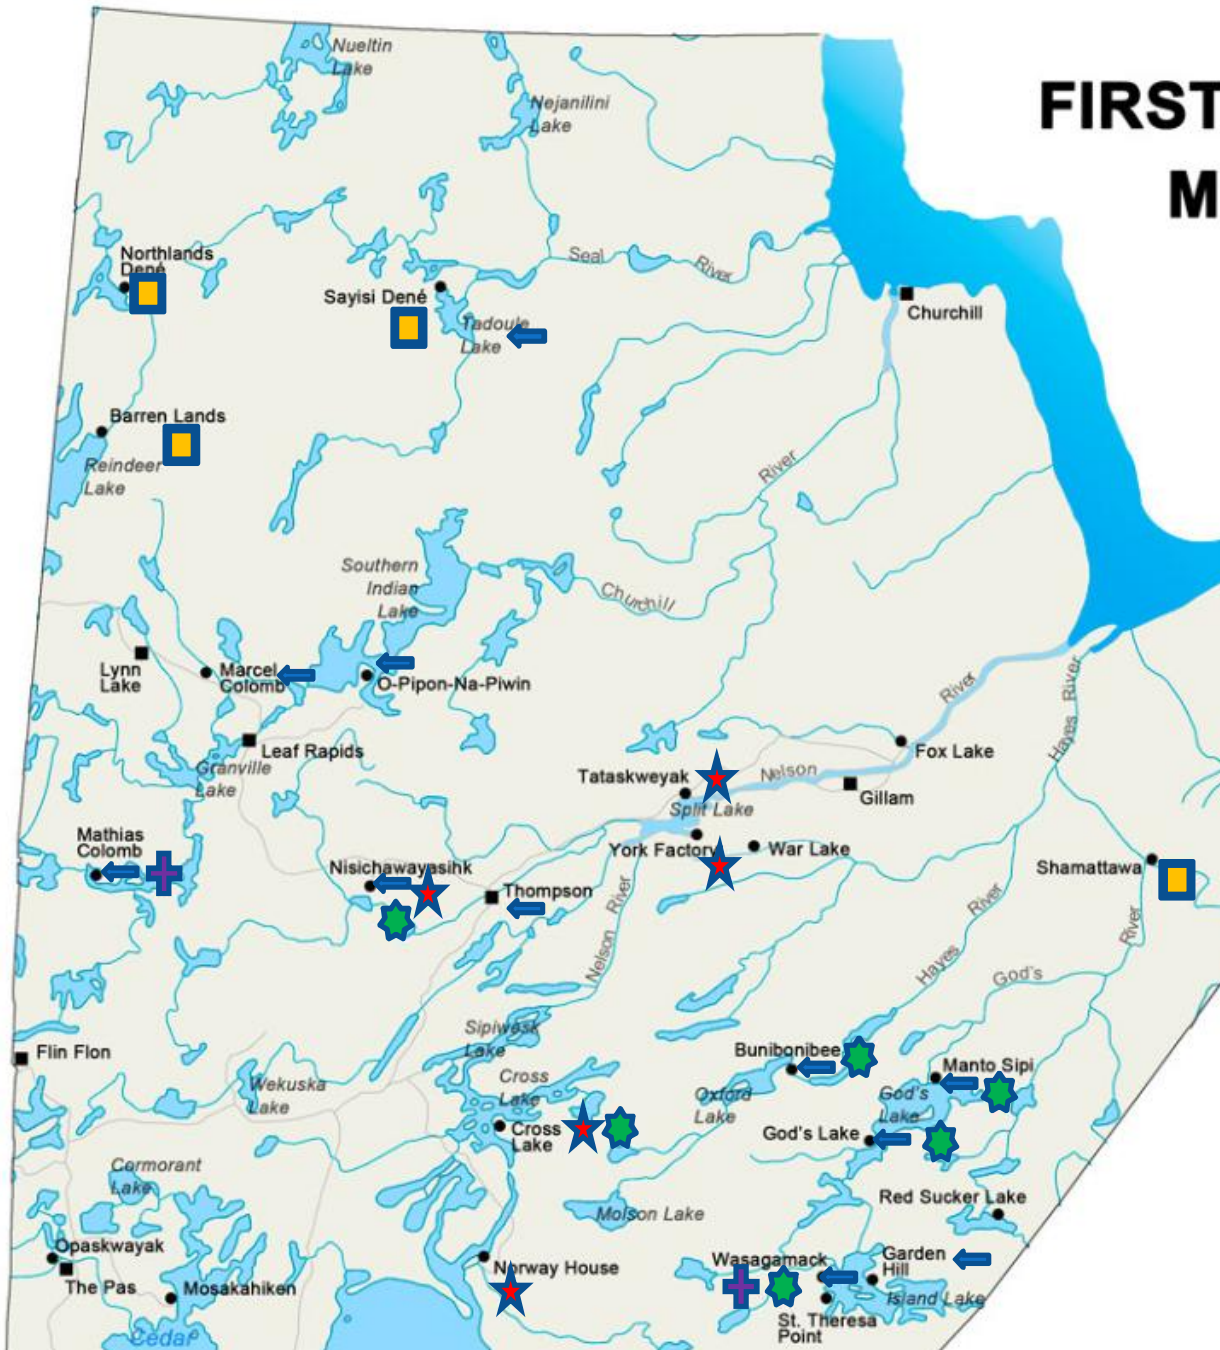 Nueltin
Lake
Nejanilini
Lake
FIRST
M
Northlands
Dené
Seal
River
Sayisi Dené
Tadoule
Lake
Churchill
Barren Lands
Reindeer
Lake
River
Southern
Indian
Lake
Churchill
Lynn
Lake
Marcel
Colomb
O-Pipon-Na-Piwin
River
Hayes River
Leaf Rapids
Granville
Lake
Fox Lake
Tataskweyak
Nelson
Gillam
Split Lake
Mathias
Colomb
York Factory
War Lake
Nisichawayasihk
Thompson
Shamattawa
Nelson River
Hayes River
River
God's
Sipiwesk
Lake
Flin Flon
Bunibonibee
Manto Sipi
Wekuska
Lake
Cross
Lake
Oxford
Lake
God's
Lake
Cross
Lake
God's Lake
Cormorant
Lake
Red Sucker Lake
Molson Lake
Opaskwayak
The Pas
Mosakahiken
Norway House
Wasagamack
Garden
Hill
Island Lake
St. Theresa
Point
Cedar